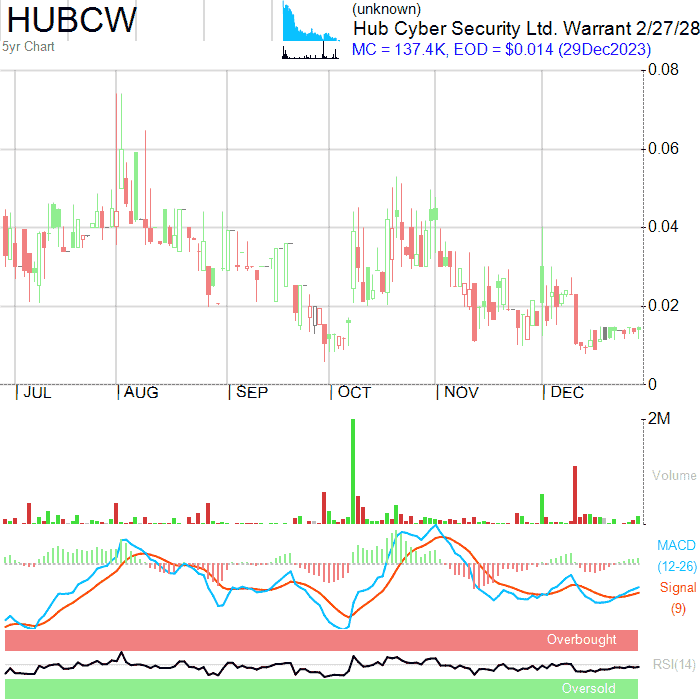 HUBCW
5yr Chart
(unknown)
Hub Cyber Security Ltd. Warrant 2/27/28
MC = 137.4K, EOD = $0.014 (29Dec2023)
0.08
0.06
0.04
0.02
0
JUL AUG SEP OCT NOV DEC
2M
Volume
MACD
(12-26)
Signal
(9)
Overbought
RSI(14)
Oversold